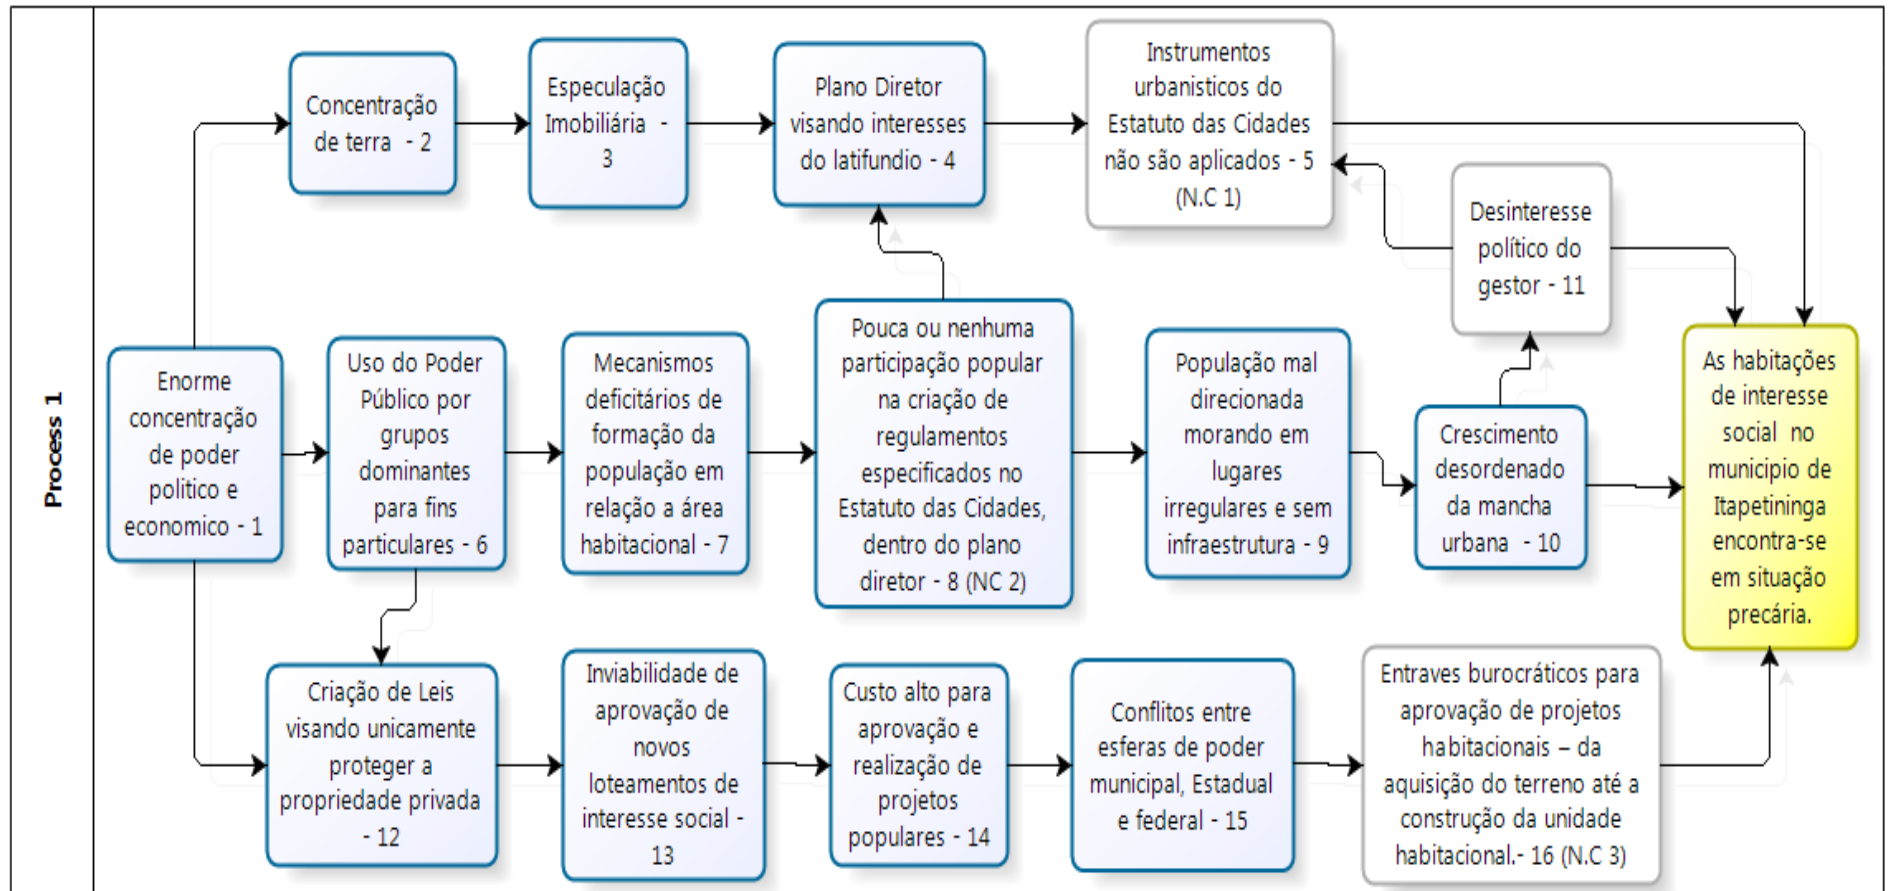 Process 1
Concentração
de terra - 2
Especulação
Imobiliária -
3
Plano Diretor
visando interesses
do latifundio - 4
Instrumentos
urbanisticos do
Estatuto das Cidades
não são aplicados - 5
(N.C 1)
Desinteresse
político do
gestor - 11
Enorme
concentração
de poder
politico e
economico - 1
Uso do Poder
Público por
grupos
dominantes
para fins
particulares - 6
Mecanismos
deficitários de
formação da
população em
relação a área
habitacional - 7
Pouca ou nenhuma
participação popular
na criação de
regulamentos
especificados no
Estatuto das Cidades,
dentro do plano
diretor - 8 (NC 2)
População mal
direcionada
morando em
lugares
irregulares e sem
infraestrutura - 9
Crescimento
desordenado
da mancha
urbana - 10
As habitações
de interesse
social no
municipio de
Itapetininga
encontra-se
em situação
precária.
Criação de Leis
visando unicamente
proteger a
propriedade privada
- 12
Inviabilidade de
aprovação de
novos
loteamentos de
interesse social -
13
Custo alto para
aprovação e
realização de
projetos
populares - 14
Conflitos entre
esferas de poder
municipal, Estadual
e federal - 15
Entraves burocráticos para
aprovação de projetos
habitacionais – da
aquisição do terreno até a
construção da unidade
habitacional.- 16 (N.C 3)